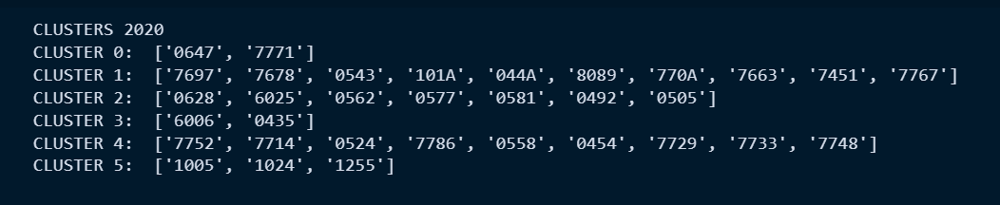 CLUSTERS 2020
CLUSTER 0:  ['0647', '7771']
CLUSTER 1:  ['7697', '7678', '0543', '101A', '044A', '8089', '770A', '7663', '7451', '7767']
CLUSTER 2:  ['0628', '6025', '0562', '0577', '0581', '0492', '0505']
CLUSTER 3:  ['6006', '0435']
CLUSTER 4:  ['7752', '7714', '0524', '7786', '0558', '0454', '7729', '7733', '7748']
CLUSTER 5:  ['1005', '1024', '1255']